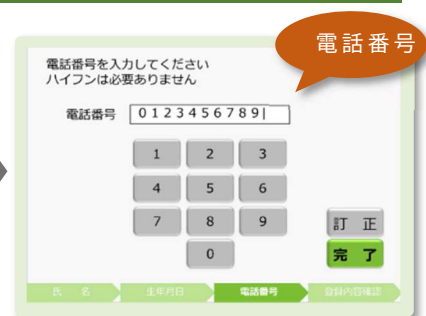 電話番号
電話番号を入力してください
ハイフンは必要ありません
電話番号 0123456789
1 2 3
4 5 6
7 8 9
0
訂 正
完 了
氏 名 生年月日 電話番号 登録内容確認